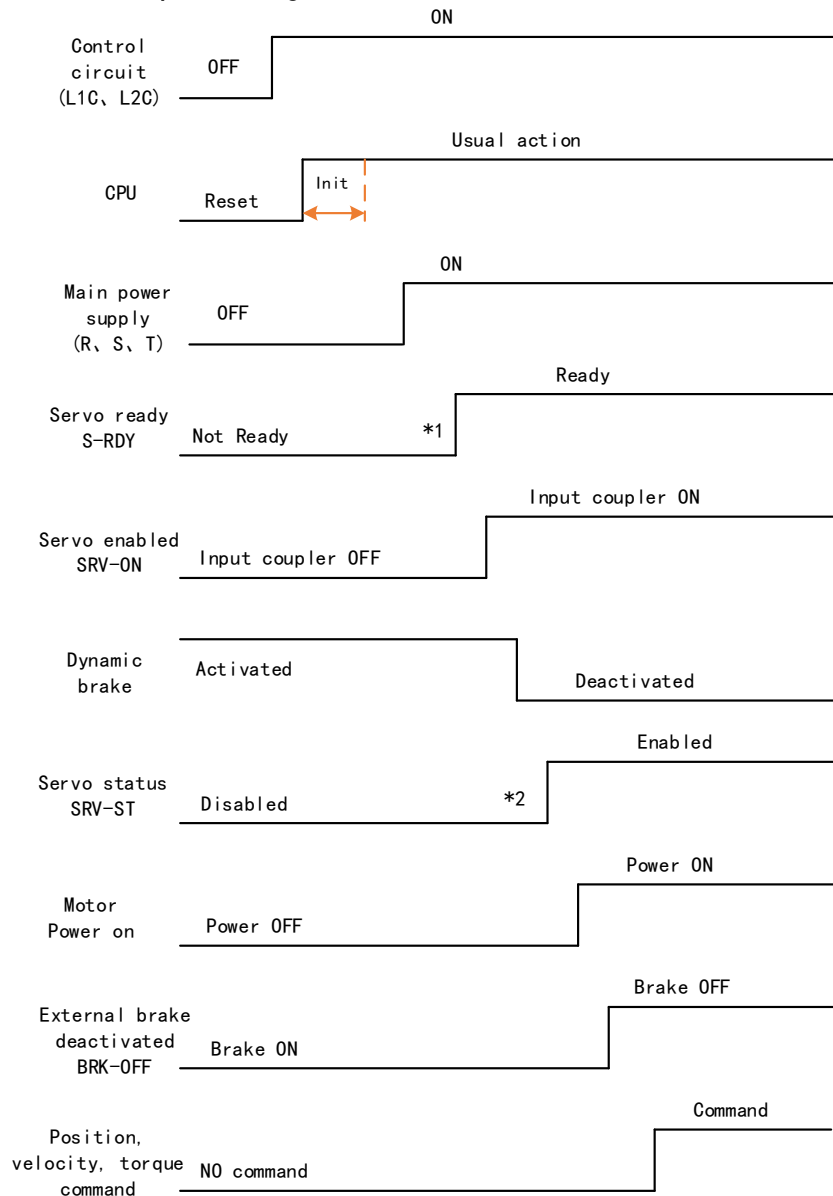 ON
Control
circuit
(L1C、L2C)
OFF
Usual action
CPU
Reset
Init
ON
Main power
supply
(R、S、T)
OFF
Ready
Servo ready
S-RDY
Not Ready
*1
Input coupler ON
Servo enabled
SRV-ON
Input coupler OFF
Dynamic
brake
Activated
Deactivated
Enabled
Servo status
SRV-ST
Disabled
*2
Power ON
Motor
Power on
Power OFF
Brake OFF
External brake
deactivated
BRK-OFF
Brake ON
Command
Position,
velocity, torque
command
NO command